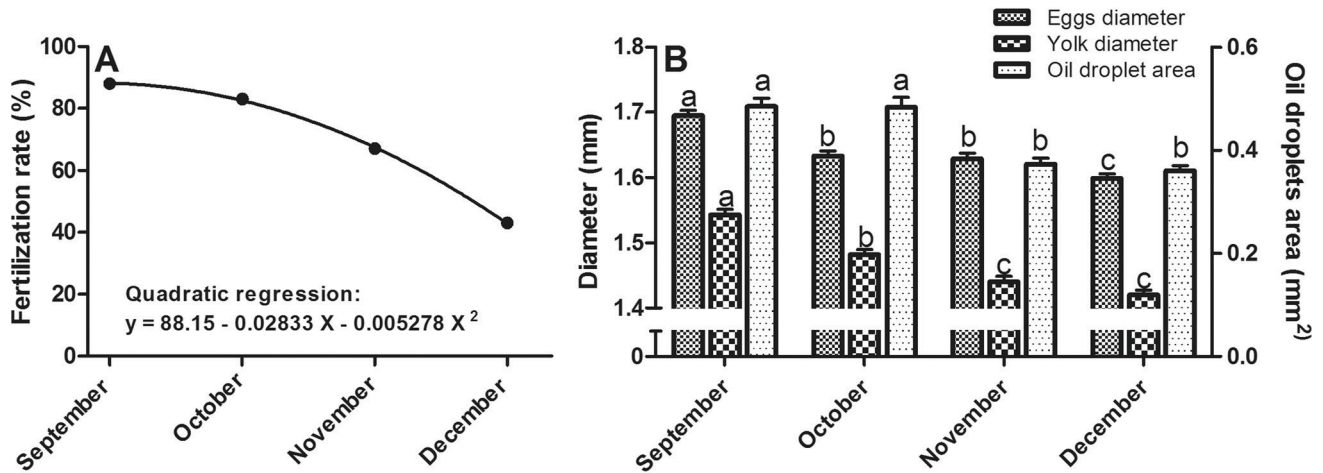 A
Fertilization rate (%)
100
80
60
40
20
0
Quadratic regression:
y = 88.15 - 0.02833 X - 0.005278 X²
September
October
November
December
B
Eggs diameter
Yolk diameter
Oil droplet area
Diameter (mm)
1.8
1.7
1.6
1.5
1.4
0
a
a
a
b
b
a
b
c
b
c
c
b
0.6
0.4
0.2
0.0
Oil droplets area (mm²)
September
October
November
December